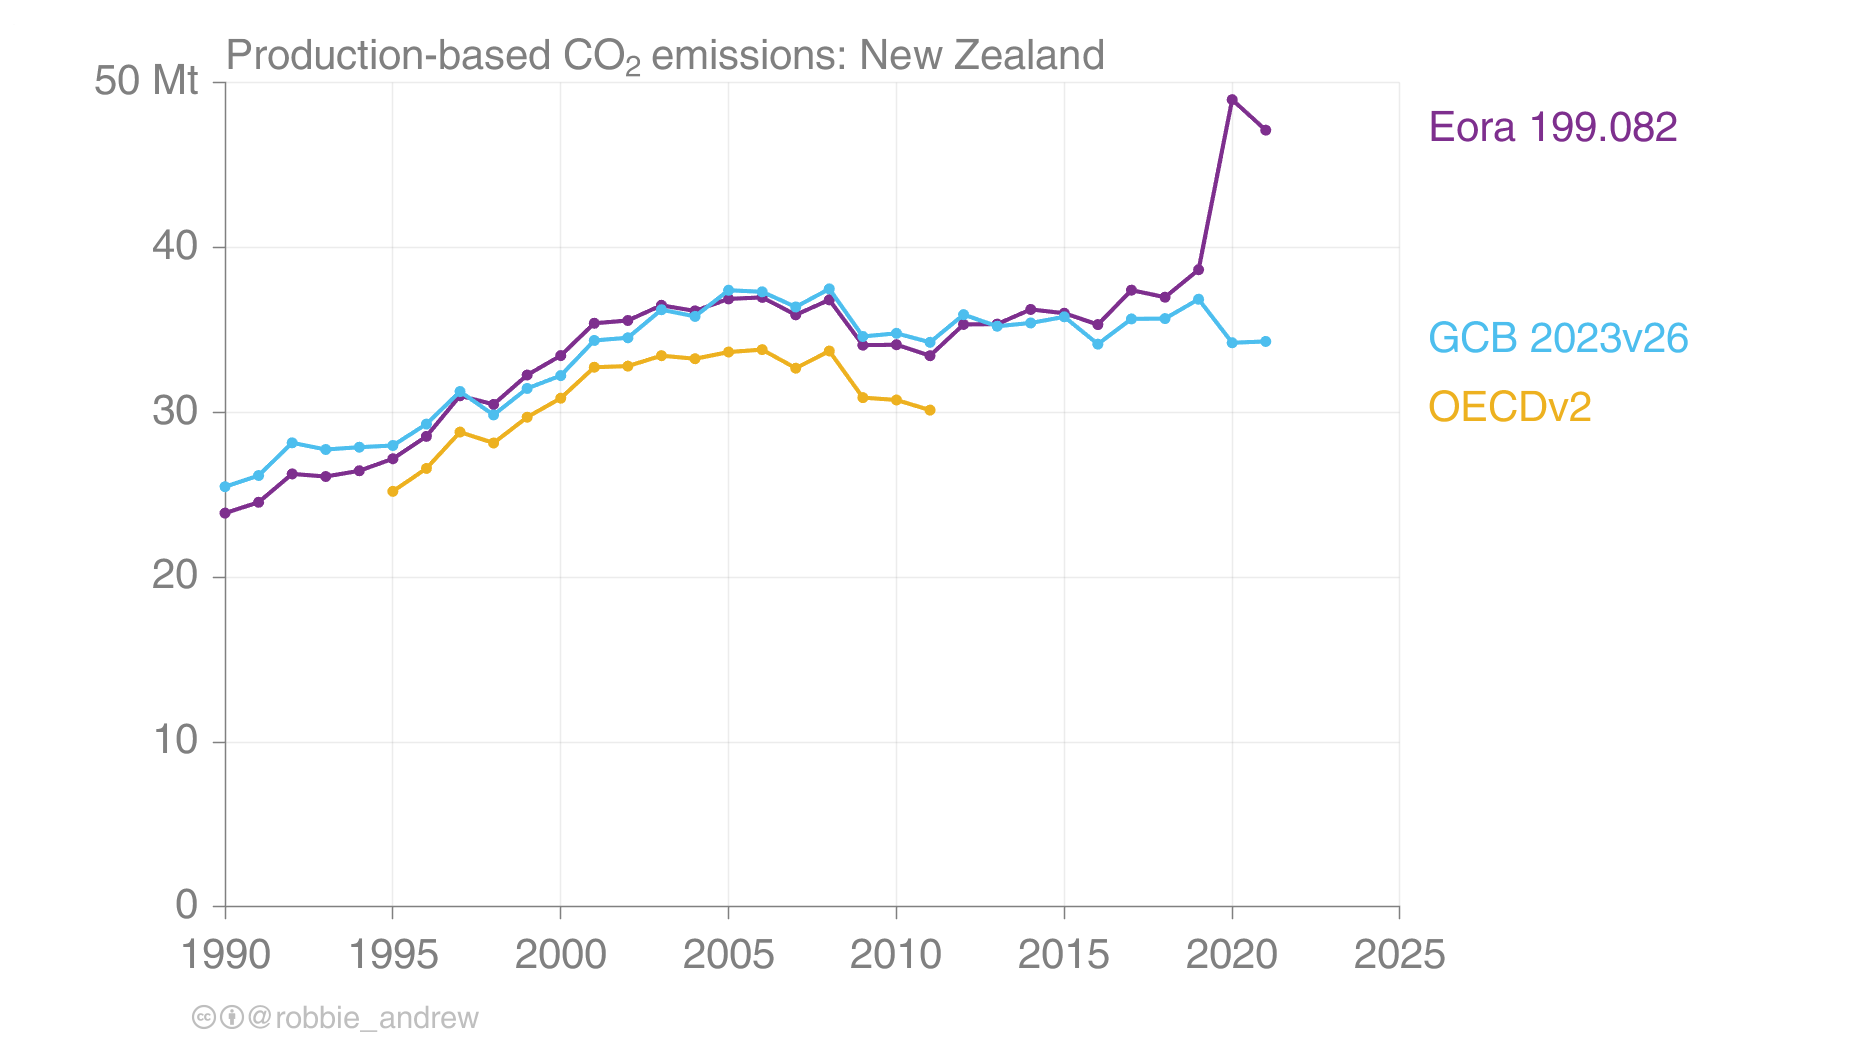 Production-based CO₂ emissions: New Zealand
50 Mt
40
30
20
10
0
1990 1995 2000 2005 2010 2015 2020 2025
Eora 199.082
GCB 2023v26
OECDv2
cc @robbie_andrew